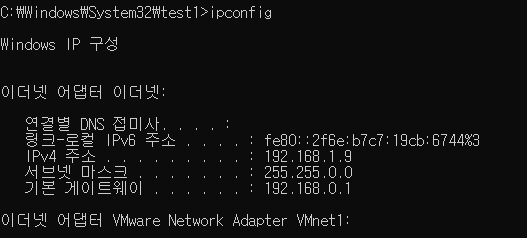 C:₩Windows₩System32₩test1>ipconfig
Windows IP 구성
이더넷 어댑터 이더넷:
연결별 DNS 접미사. . . . :
링크-로컬 IPv6 주소 . . . . : fe80::2f6e:b7c7:19cb:6744%3
IPv4 주소 . . . . . . . . . : 192.168.1.9
서브넷 마스크 . . . . . . . : 255.255.0.0
기본 게이트웨이 . . . . . . : 192.168.0.1
이더넷 어댑터 VMware Network Adapter VMnet1: